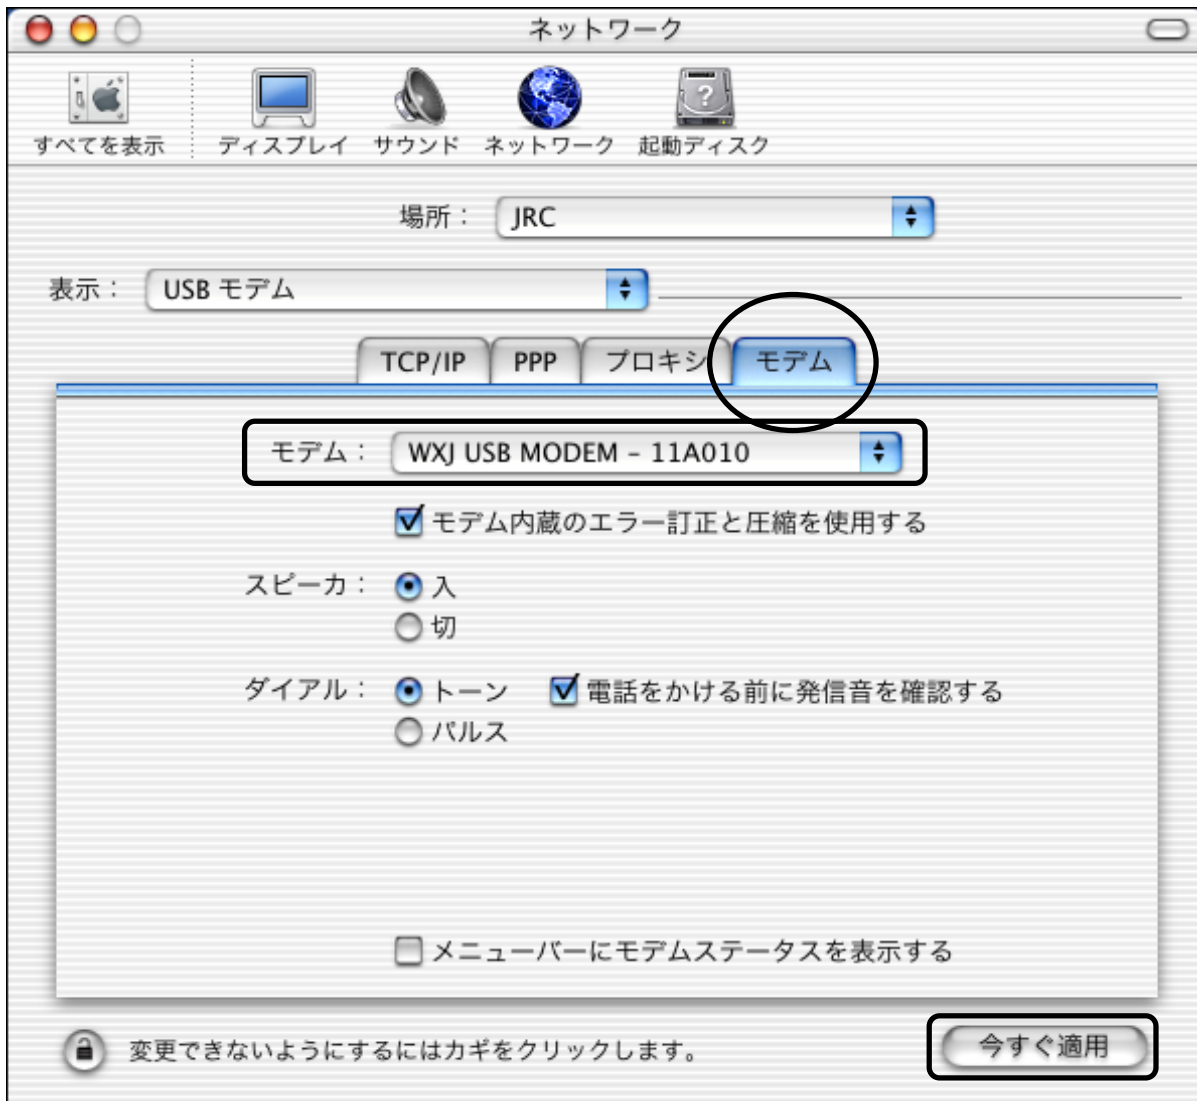 ネットワーク
すべてを表示 ディスプレイ サウンド ネットワーク 起動ディスク
場所： JRC
表示： USB モデム
TCP/IP PPP プロキシ モデム
モデム： WXJ USB MODEM – 11A010
モデム内蔵のエラー訂正と圧縮を使用する
スピーカ： 入
切
ダイアル： トーン 電話をかける前に発信音を確認する
パルス
メニューバーにモデムステータスを表示する
変更できないようにするにはカギをクリックします。 今すぐ適用